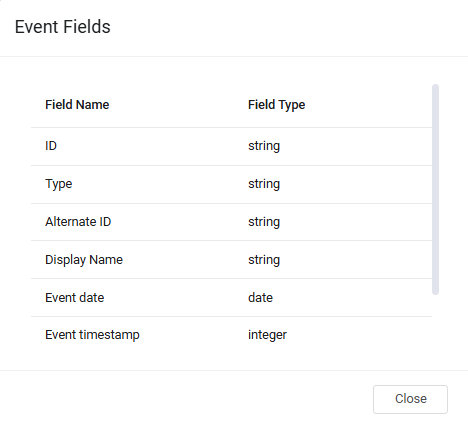 Event Fields
Field Name Field Type
ID string
Type string
Alternate ID string
Display Name string
Event date date
Event timestamp integer
Close